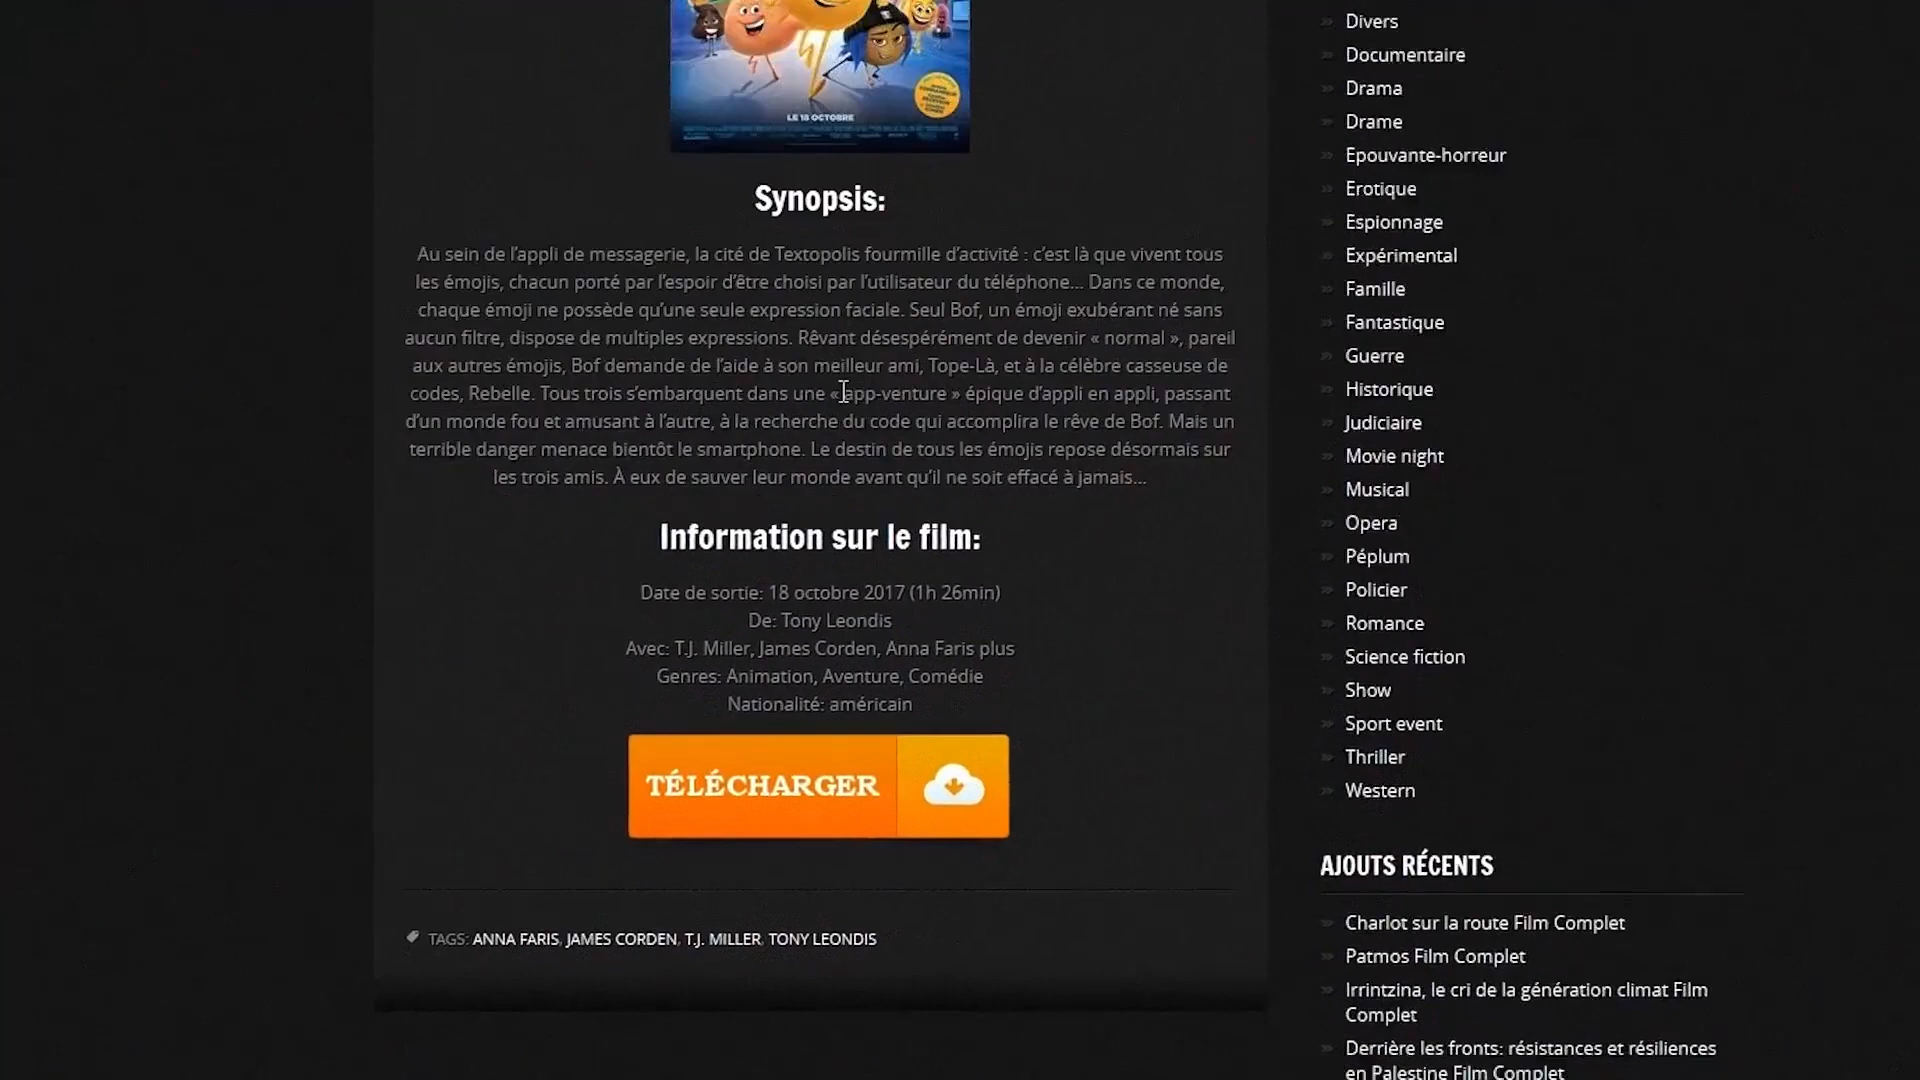 LE 18 OCTOBRE
Synopsis:
Au sein de l’appli de messagerie, la cité de Textopolis fourmille d’activité : c’est là que vivent tous
les émojis, chacun porté par l’espoir d’être choisi par l’utilisateur du téléphone… Dans ce monde,
chaque émoji ne possède qu’une seule expression faciale. Seul Bof, un émoji exubérant né sans
aucun filtre, dispose de multiples expressions. Rêvant désespérément de devenir « normal », pareil
aux autres émojis, Bof demande de l’aide à son meilleur ami, Tope-Là, et à la célèbre casseuse de
codes, Rebelle. Tous trois s’embarquent dans une « app-venture » épique d’appli en appli, passant
d’un monde fou et amusant à l’autre, à la recherche du code qui accomplira le rêve de Bof. Mais un
terrible danger menace bientôt le smartphone. Le destin de tous les émojis repose désormais sur
les trois amis. À eux de sauver leur monde avant qu’il ne soit effacé à jamais…
Information sur le film:
Date de sortie: 18 octobre 2017 (1h 26min)
De: Tony Leondis
Avec: T.J. Miller, James Corden, Anna Faris plus
Genres: Animation, Aventure, Comédie
Nationalité: américain
TÉLÉCHARGER
TAGS: ANNA FARIS, JAMES CORDEN, T.J. MILLER, TONY LEONDIS
Divers
Documentaire
Drama
Drame
Epouvante-horreur
Erotique
Espionnage
Expérimental
Famille
Fantastique
Guerre
Historique
Judiciaire
Movie night
Musical
Opera
Péplum
Policier
Romance
Science fiction
Show
Sport event
Thriller
Western
AJOUTS RÉCENTS
Charlot sur la route Film Complet
Patmos Film Complet
Irrintzina, le cri de la génération climat Film
Complet
Derrière les fronts: résistances et résiliences
en Palestine Film Complet